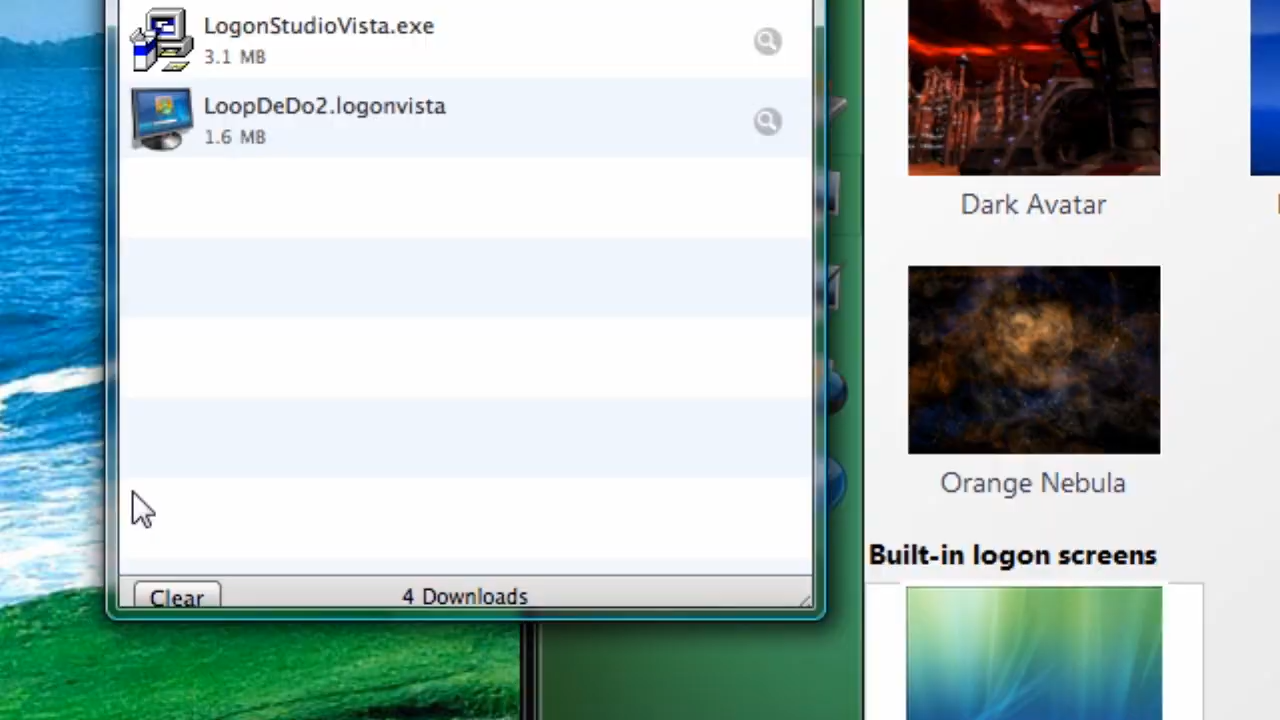 LogonStudioVista.exe
3.1 MB
LoopDeDo2.logonvista
1.6 MB
Clear
4 Downloads
Dark Avatar
Orange Nebula
Built-in logon screens